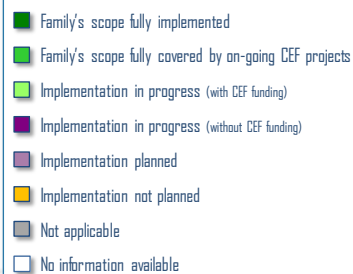 Family's scope fully implemented
Family's scope fully covered by on-going CEF projects
Implementation in progress (with CEF funding)
Implementation in progress (without CEF funding)
Implementation planned
Implementation not planned
Not applicable
No information available